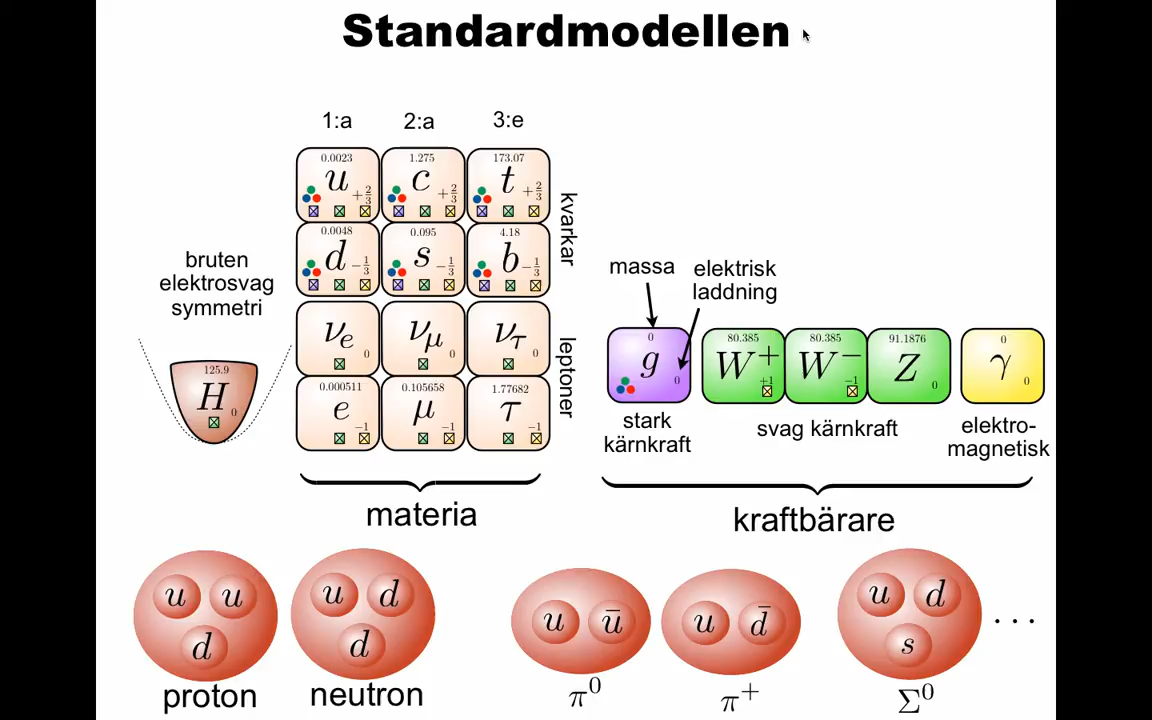 Standardmodellen
1:a 2:a 3:e
0.0023 1.275 173.07
u +2/3 c +2/3 t +2/3
kvarkar
0.0048 0.095 4.18
d −1/3 s −1/3 b −1/3
νe 0 νμ 0 ντ 0
leptoner
0.000511 0.105658 1.77682
e −1 μ −1 τ −1
bruten
elektrosvag
symmetri
125.9
H 0
materia
massa
elektrisk
laddning
0 80.385 80.385 91.1876 0
g 0 W+ +1 W− −1 Z 0 γ 0
stark
kärnkraft
svag kärnkraft
elektro-
magnetisk
kraftbärare
u u
d
proton
u d
d
neutron
u ū
π0
u d̄
π+
u d
s
Σ0
...